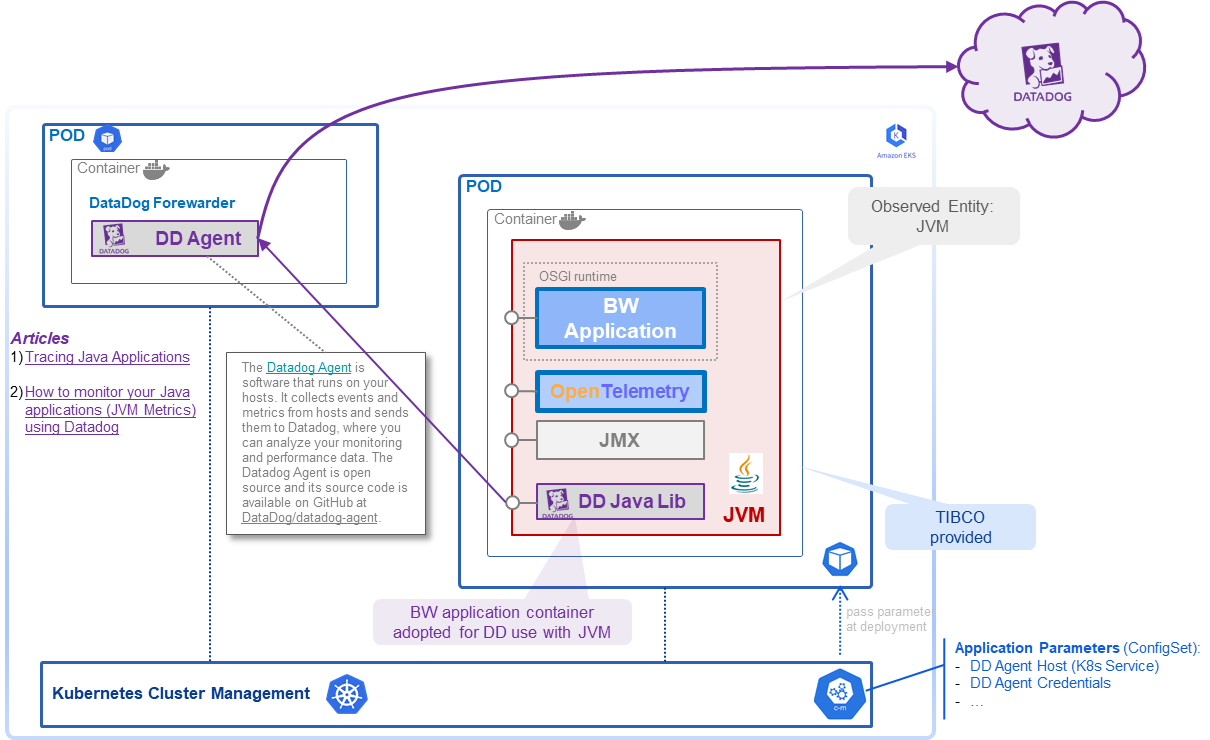 DATADOG
Amazon EKS
POD
pod
Container
DataDog Forewarder
DATADOG
DD Agent
POD
Container
Observed Entity:
JVM
OSGI runtime
BW
Application
OpenTelemetry
JMX
DATADOG
DD Java Lib
JVM
Articles
1) Tracing Java Applications
2) How to monitor your Java
applications (JVM Metrics)
using Datadog
The Datadog Agent is
software that runs on your
hosts. It collects events and
metrics from hosts and sends
them to Datadog, where you
can analyze your monitoring
and performance data. The
Datadog Agent is open
source and its source code is
available on GitHub at
DataDog/datadog-agent.
TIBCO
provided
BW application container
adopted for DD use with JVM
pass paramete
at deployment
Kubernetes Cluster Management
c-m
Application Parameters (ConfigSet):
- DD Agent Host (K8s Service)
- DD Agent Credentials
- ...